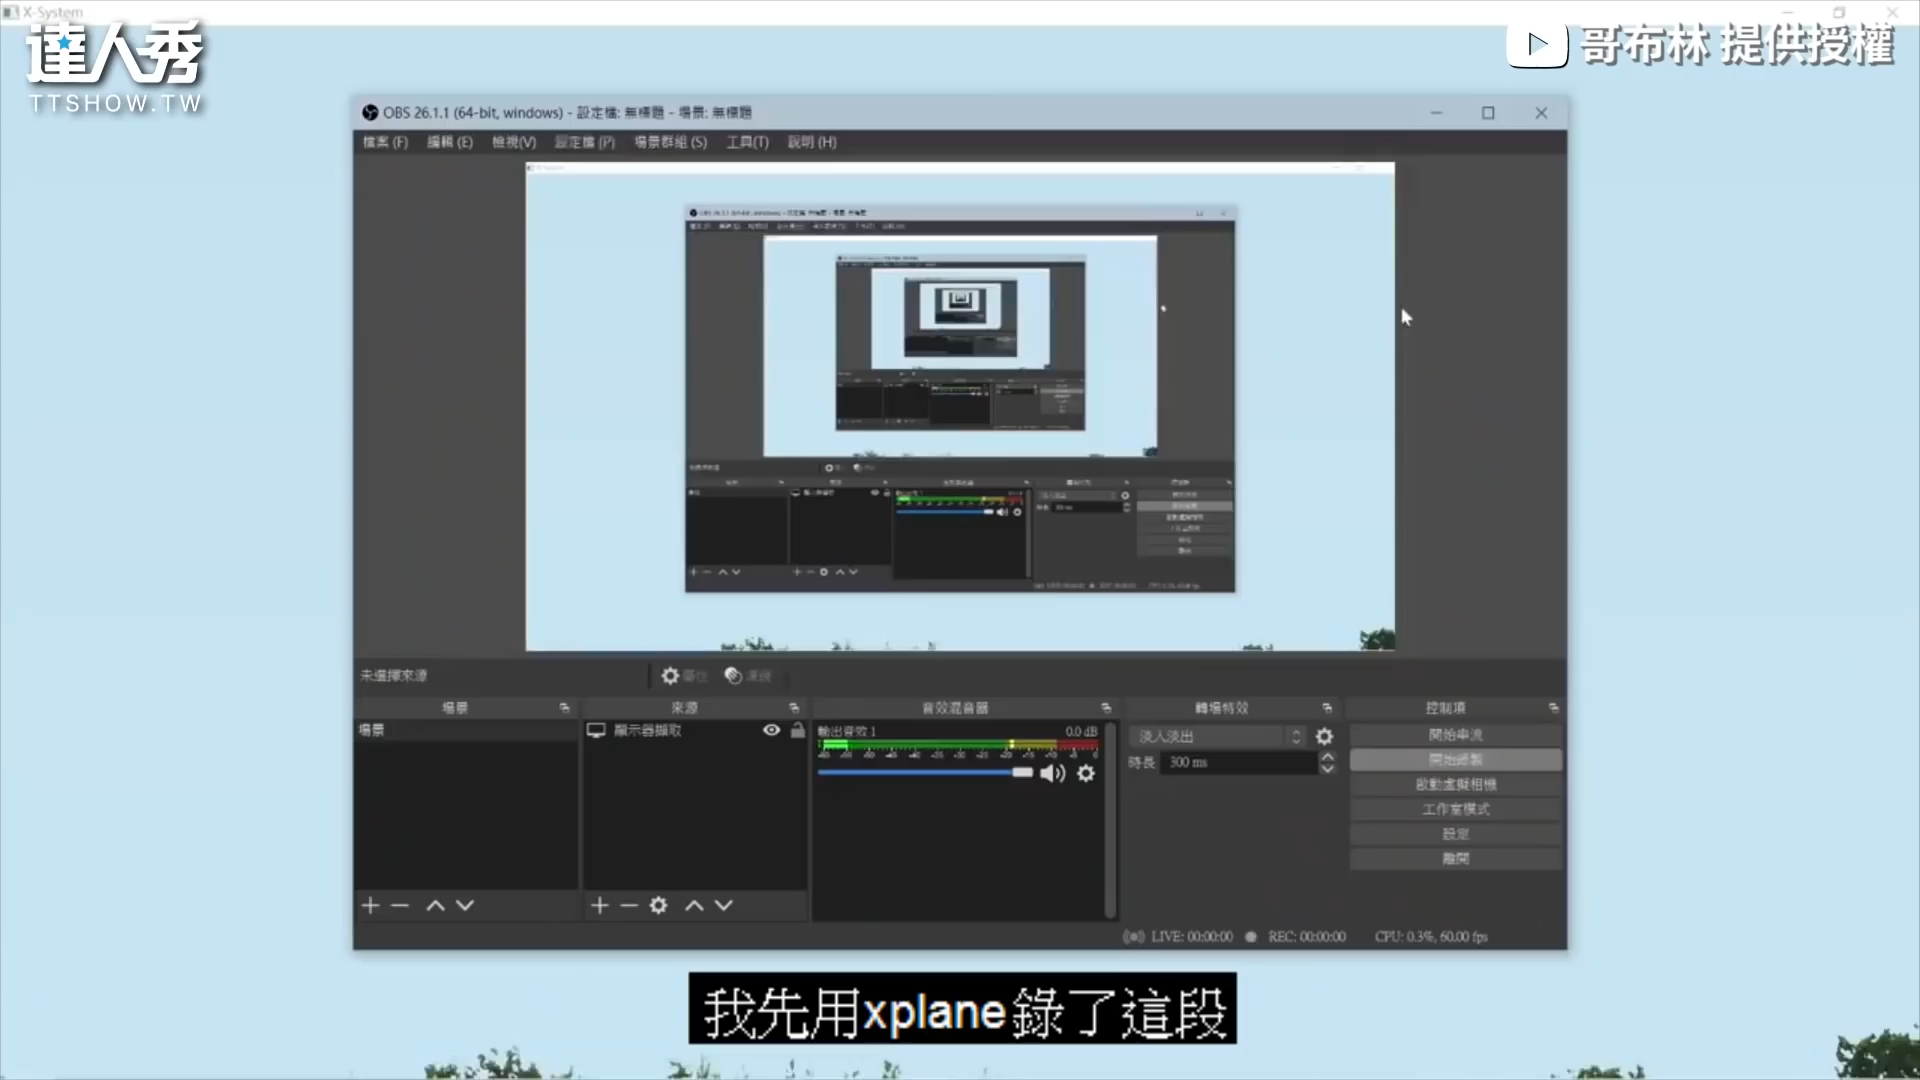 X-System
達人秀
TTSHOW.TW
哥布林 提供授權
OBS 26.1.1 (64-bit, windows) - 設定檔: 無標題 - 場景: 無標題
檔案 (F) 編輯 (E) 檢視(V) 設定檔 (P) 場景群組 (S) 工具(T) 說明 (H)
未選擇來源
場景 來源 音效混音器 轉場特效 控制項
場景
顯示器擷取
輸出音效 1 0.0 dB
淡入淡出
時長 300 ms
開始串流
開始錄製
啟動虛擬相機
工作室模式
設定
離開
LIVE: 00:00:00 REC: 00:00:00 CPU: 0.3%, 60.00 fps
我先用xplane錄了這段